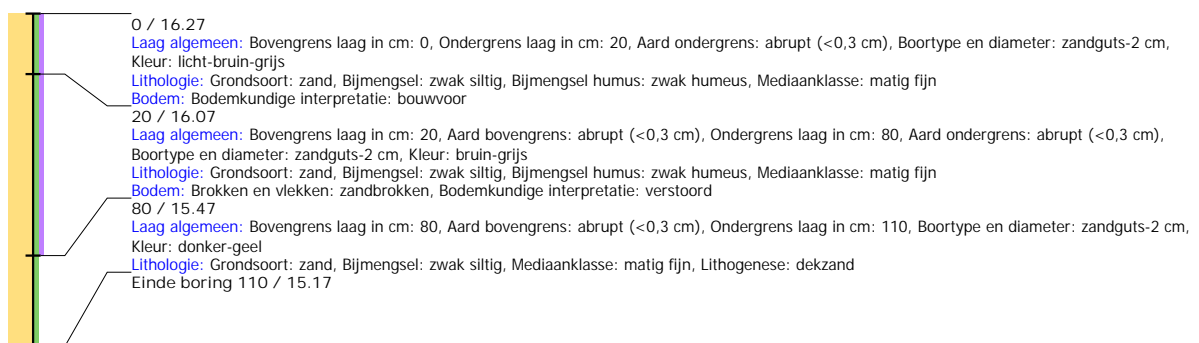 0 / 16.27
Laag algemeen: Bovengrens laag in cm: 0, Ondergrens laag in cm: 20, Aard ondergrens: abrupt (<0,3 cm), Boortype en diameter: zandguts-2 cm,
Kleur: licht-bruin-grijs
Lithologie: Grondsoort: zand, Bijmengsel: zwak siltig, Bijmengsel humus: zwak humeus, Mediaanklasse: matig fijn
Bodem: Bodemkundige interpretatie: bouwvoor
20 / 16.07
Laag algemeen: Bovengrens laag in cm: 20, Aard bovengrens: abrupt (<0,3 cm), Ondergrens laag in cm: 80, Aard ondergrens: abrupt (<0,3 cm),
Boortype en diameter: zandguts-2 cm, Kleur: bruin-grijs
Lithologie: Grondsoort: zand, Bijmengsel: zwak siltig, Bijmengsel humus: zwak humeus, Mediaanklasse: matig fijn
Bodem: Brokken en vlekken: zandbrokken, Bodemkundige interpretatie: verstoord
80 / 15.47
Laag algemeen: Bovengrens laag in cm: 80, Aard bovengrens: abrupt (<0,3 cm), Ondergrens laag in cm: 110, Boortype en diameter: zandguts-2 cm,
Kleur: donker-geel
Lithologie: Grondsoort: zand, Bijmengsel: zwak siltig, Mediaanklasse: matig fijn, Lithogenese: dekzand
Einde boring 110 / 15.17